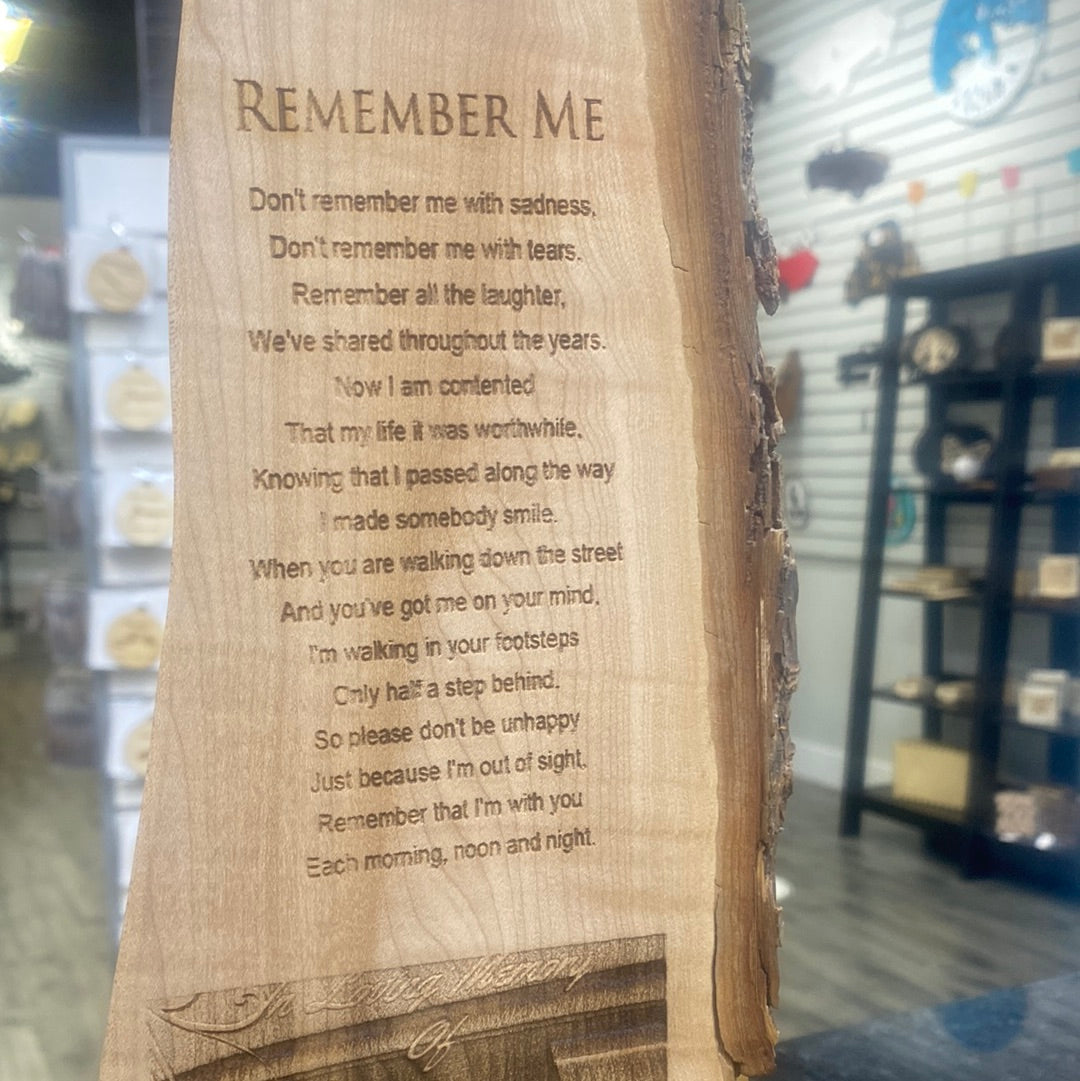 REMEMBER ME
Don't remember me with sadness,
Don't remember me with tears.
Remember all the laughter,
We've shared throughout the years.
Now I am contented
That my life it was worthwhile,
Knowing that I passed along the way
I made somebody smile.
When you are walking down the street
And you've got me on your mind,
I'm walking in your footsteps
Only half a step behind.
So please don't be unhappy
Just because I'm out of sight,
Remember that I'm with you
Each morning, noon and night.
In Loving Memory
Of